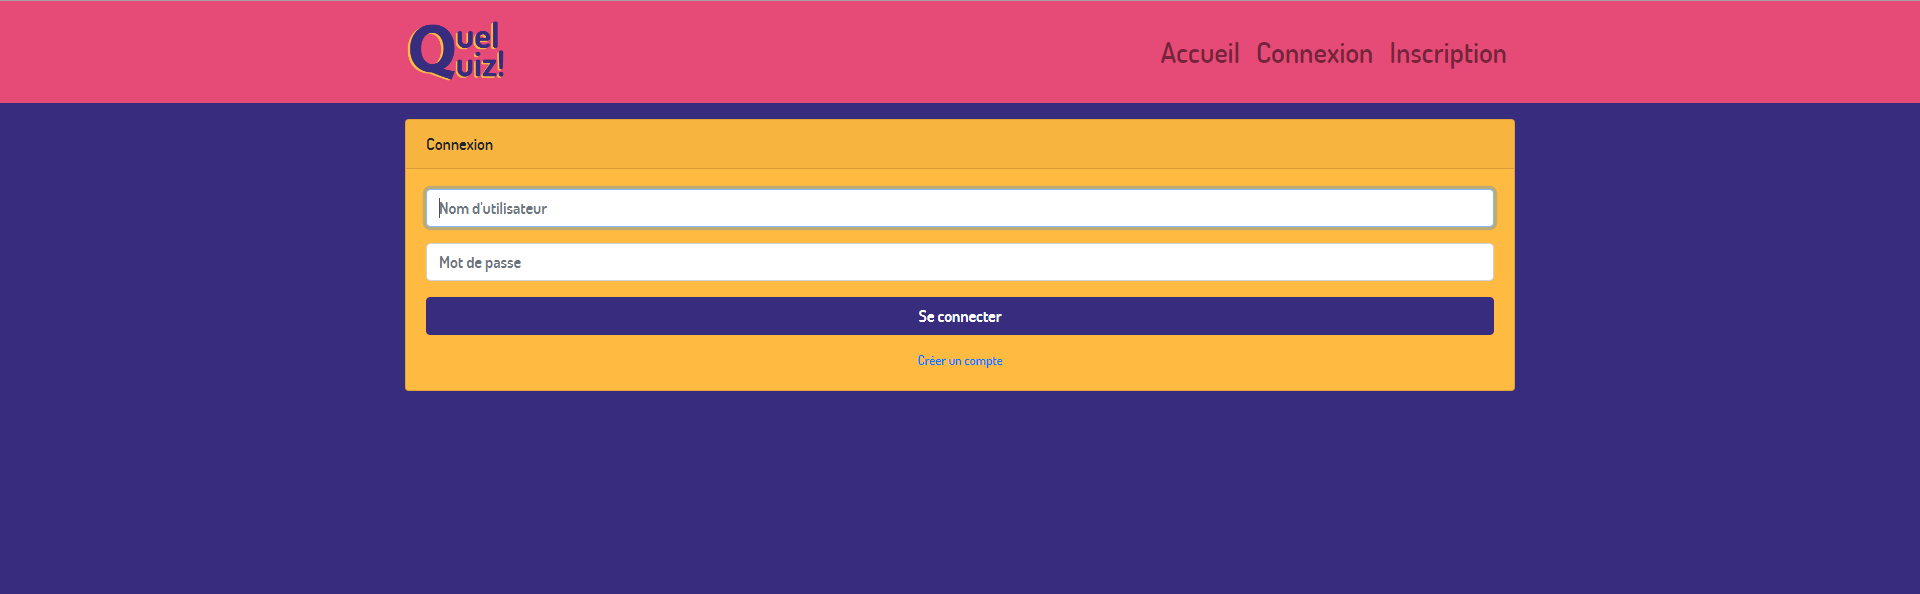 Quel
Quiz!
Accueil Connexion Inscription
Connexion
Nom d'utilisateur
Mot de passe
Se connecter
Créer un compte